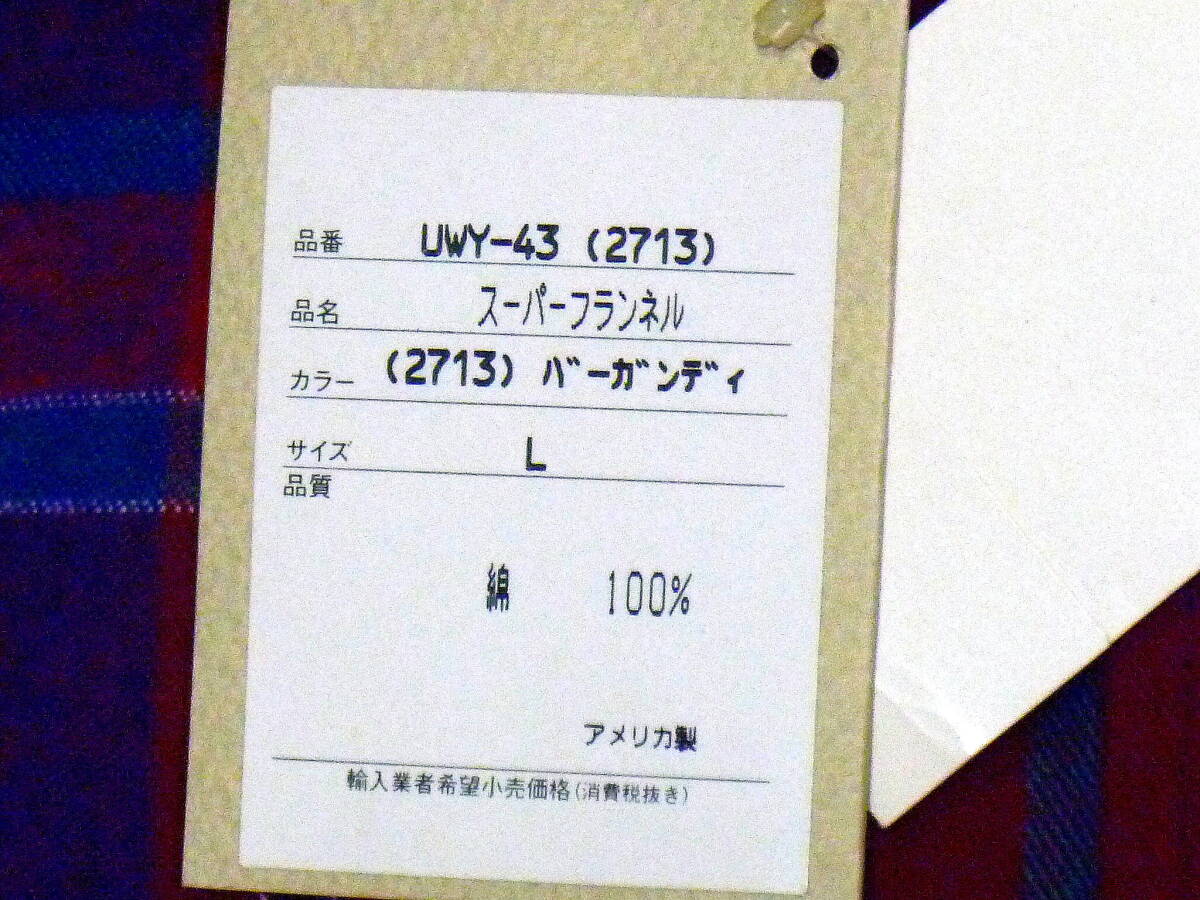 品番 UWY-43 (2713)
品名 スーパーフランネル
カラー (2713) バーガンディ
サイズ L
品質
綿 100%
アメリカ製
輸入業者希望小売価格(消費税抜き)